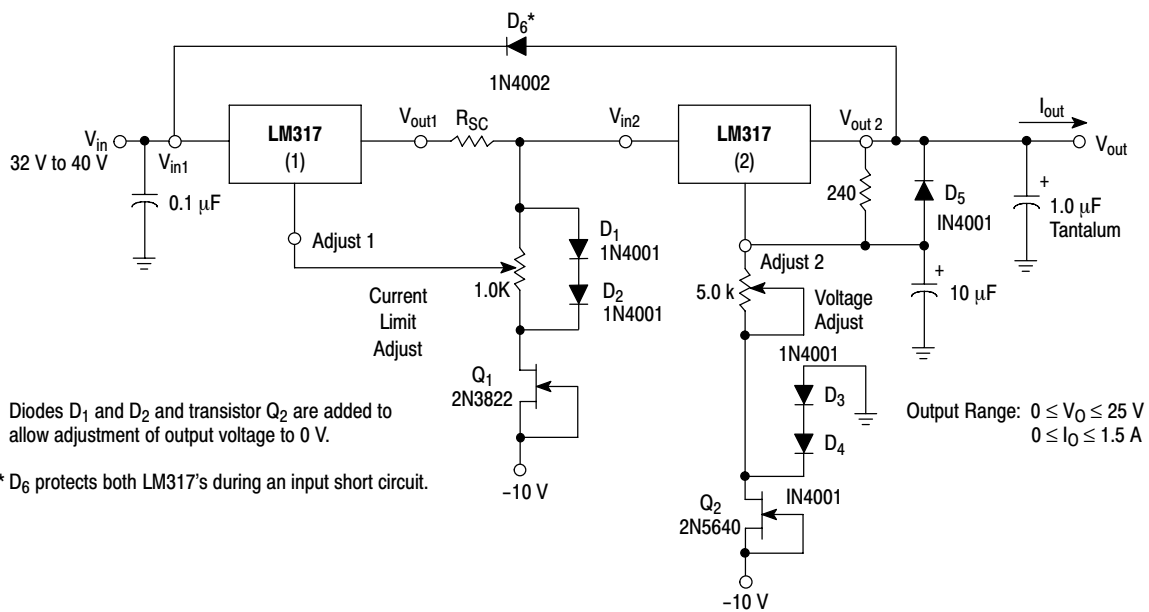 D6*
1N4002
Vin
32 V to 40 V
Vin1
0.1 μF
LM317
(1)
Adjust 1
Vout1
RSC
Vin2
LM317
(2)
Vout 2
Iout
Vout
240
D5
IN4001
1.0 μF
Tantalum
+
Adjust 2
10 μF
+
D1
1N4001
D2
1N4001
1.0K
Current
Limit
Adjust
5.0 k
Voltage
Adjust
1N4001
D3
D4
IN4001
Q1
2N3822
–10 V
Q2
2N5640
–10 V
Output Range: 0 ≤ VO ≤ 25 V
0 ≤ IO ≤ 1.5 A
Diodes D1 and D2 and transistor Q2 are added to
allow adjustment of output voltage to 0 V.
* D6 protects both LM317's during an input short circuit.